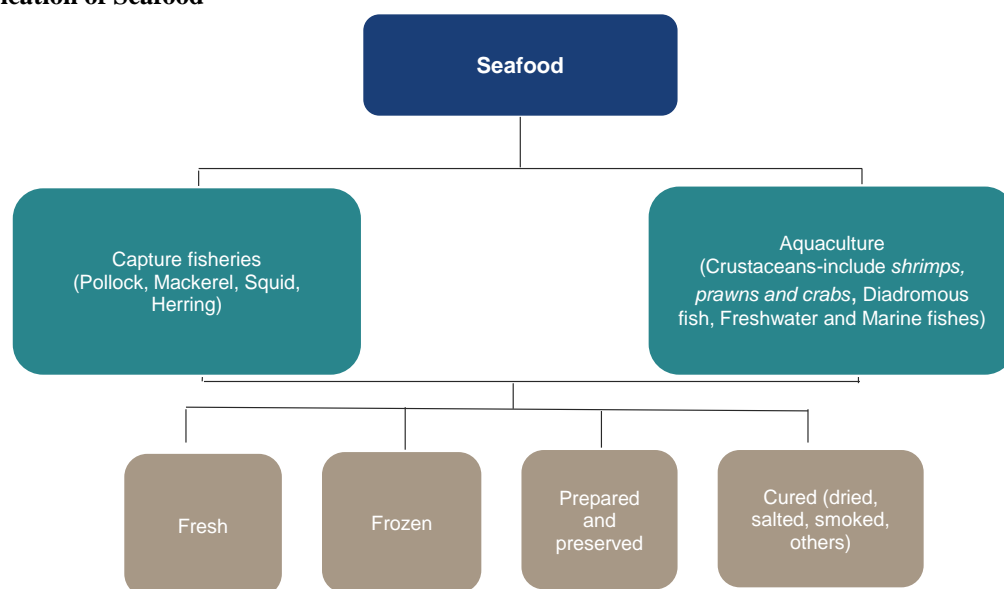 ication of Seafood
Seafood
Capture fisheries
(Pollock, Mackerel, Squid,
Herring)
Aquaculture
(Crustaceans-include shrimps,
prawns and crabs, Diadromous
fish, Freshwater and Marine fishes)
Fresh
Frozen
Prepared
and
preserved
Cured (dried,
salted, smoked,
others)